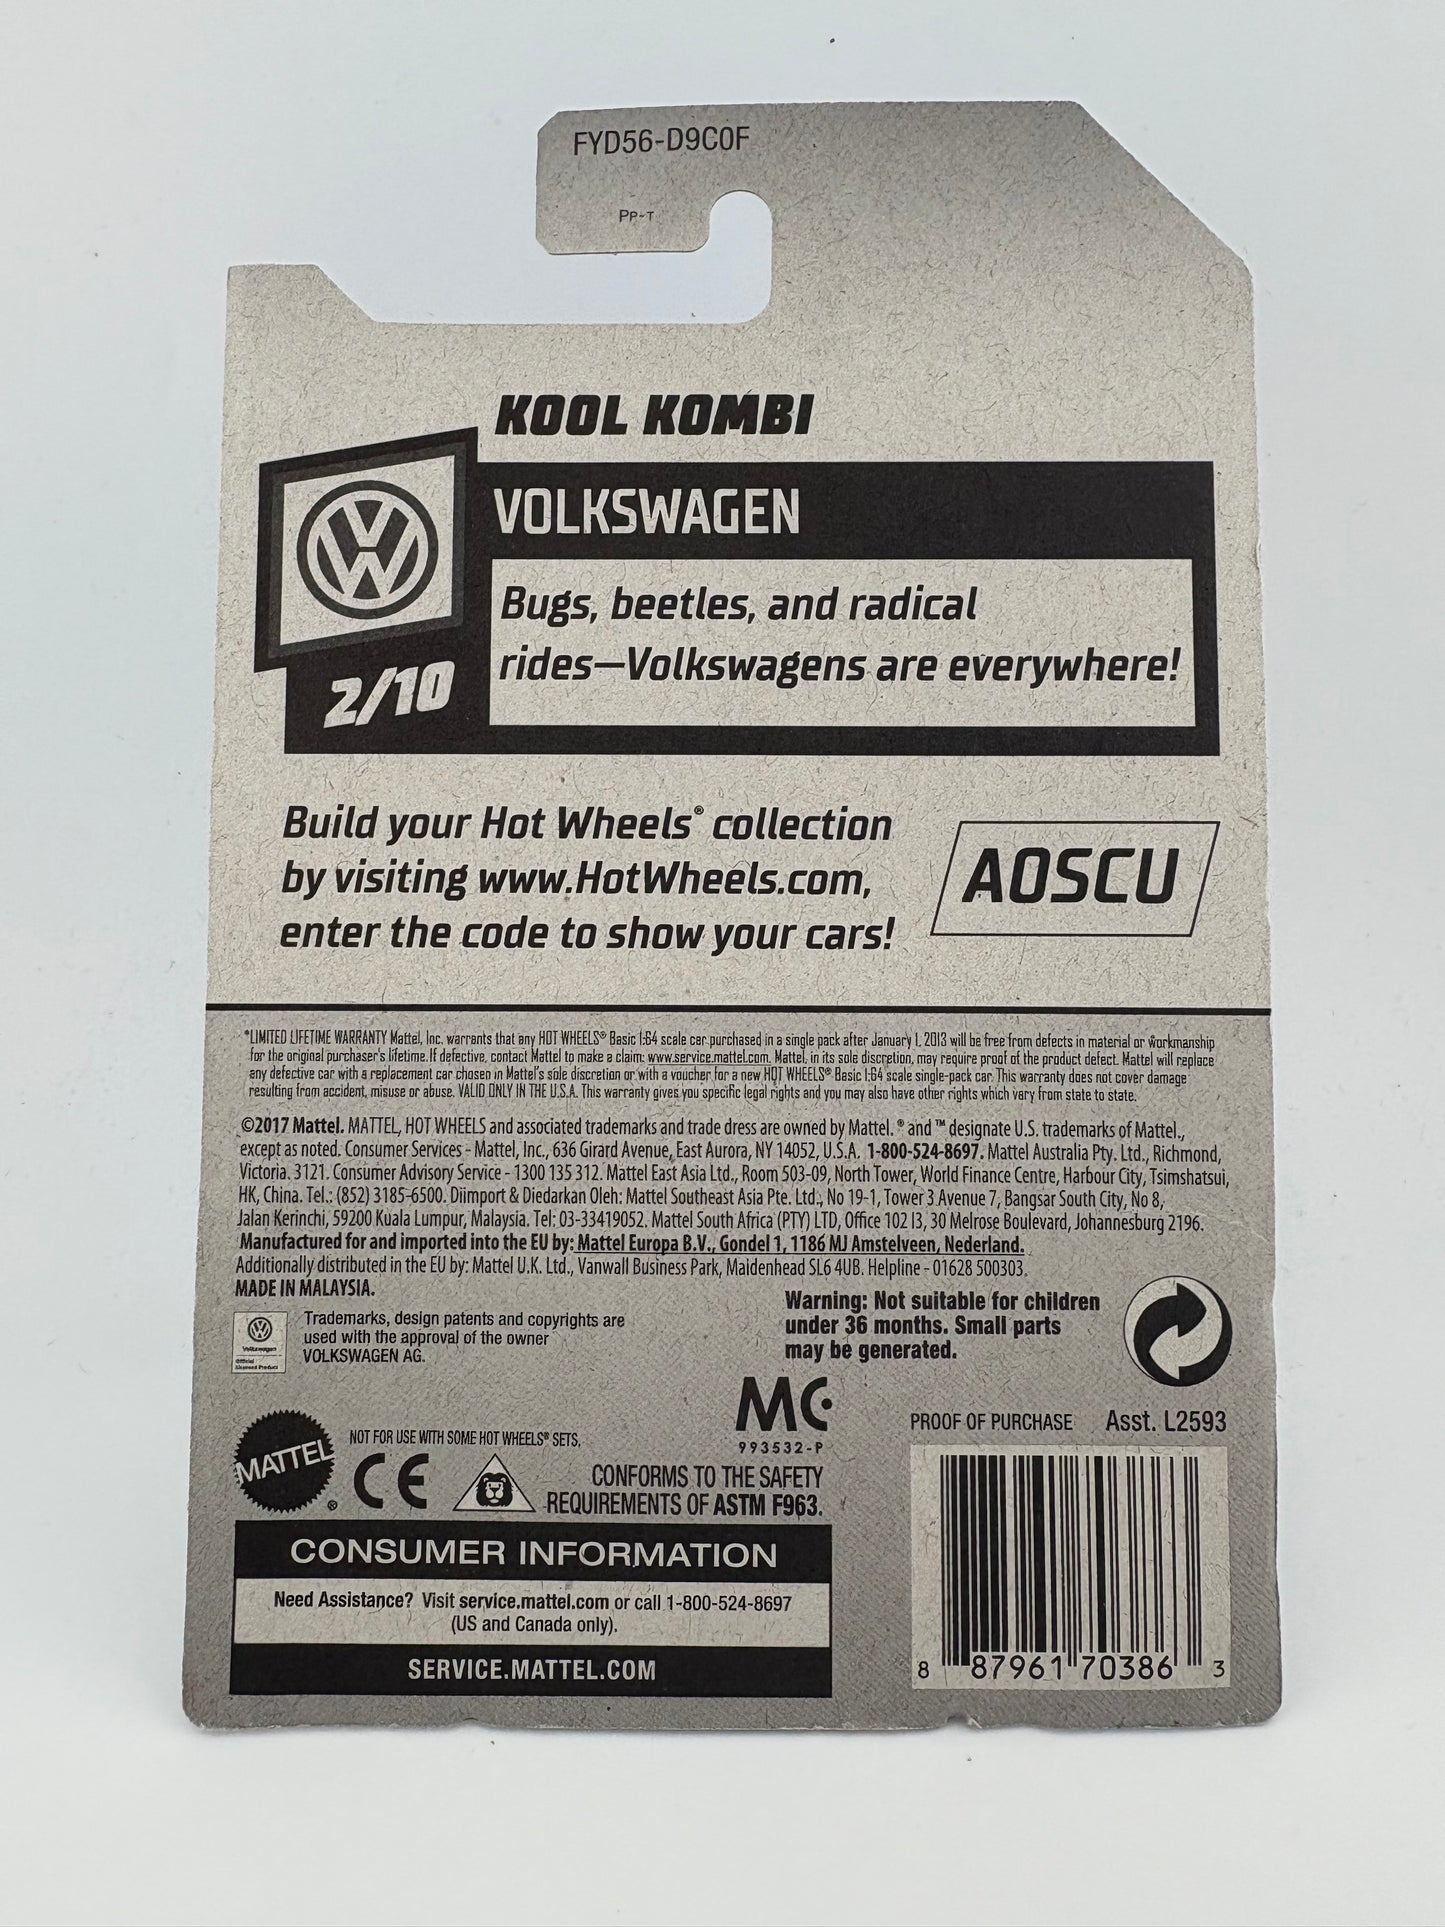 FYD56-D9C0F
PP-T
KOOL KOMBI
VOLKSWAGEN
Bugs, beetles, and radical
rides—Volkswagens are everywhere!
2/10
Build your Hot Wheels® collection
by visiting www.HotWheels.com,
enter the code to show your cars!
AOSCU
*LIMITED LIFETIME WARRANTY Mattel, Inc. warrants that any HOT WHEELS® Basic 1:64 scale car purchased in a single pack after January 1, 2013 will be free from defects in material or workmanship
for the original purchaser's lifetime. If defective, contact Mattel to make a claim: www.service.mattel.com. Mattel, in its sole discretion, may require proof of the product defect. Mattel will replace
any defective car with a replacement car chosen in Mattel's sole discretion or with a voucher for a new HOT WHEELS® Basic 1:64 scale single-pack car. This warranty does not cover damage
resulting from accident, misuse or abuse. VALID ONLY IN THE U.S.A. This warranty gives you specific legal rights and you may also have other rights which vary from state to state.
©2017 Mattel. MATTEL, HOT WHEELS and associated trademarks and trade dress are owned by Mattel. ® and ™ designate U.S. trademarks of Mattel.,
except as noted. Consumer Services - Mattel, Inc., 636 Girard Avenue, East Aurora, NY 14052, U.S.A. 1-800-524-8697. Mattel Australia Pty. Ltd., Richmond,
Victoria. 3121. Consumer Advisory Service - 1300 135 312. Mattel East Asia Ltd., Room 503-09, North Tower, World Finance Centre, Harbour City, Tsimshatsui,
HK, China. Tel.: (852) 3185-6500. Diimport & Diedarkan Oleh: Mattel Southeast Asia Pte. Ltd., No 19-1, Tower 3 Avenue 7, Bangsar South City, No 8,
Jalan Kerinchi, 59200 Kuala Lumpur, Malaysia. Tel: 03-33419052. Mattel South Africa (PTY) LTD, Office 102 I3, 30 Melrose Boulevard, Johannesburg 2196.
Manufactured for and imported into the EU by: Mattel Europa B.V., Gondel 1, 1186 MJ Amstelveen, Nederland.
Additionally distributed in the EU by: Mattel U.K. Ltd., Vanwall Business Park, Maidenhead SL6 4UB. Helpline - 01628 500303.
MADE IN MALAYSIA.
Volkswagen
Official
Licensed Product
Trademarks, design patents and copyrights are
used with the approval of the owner
VOLKSWAGEN AG.
Warning: Not suitable for children
under 36 months. Small parts
may be generated.
MC
993532-P
PROOF OF PURCHASE Asst. L2593
MATTEL
®
NOT FOR USE WITH SOME HOT WHEELS® SETS.
CE
CONFORMS TO THE SAFETY
REQUIREMENTS OF ASTM F963.
CONSUMER INFORMATION
Need Assistance? Visit service.mattel.com or call 1-800-524-8697
(US and Canada only).
SERVICE.MATTEL.COM
8 87961 70386 3